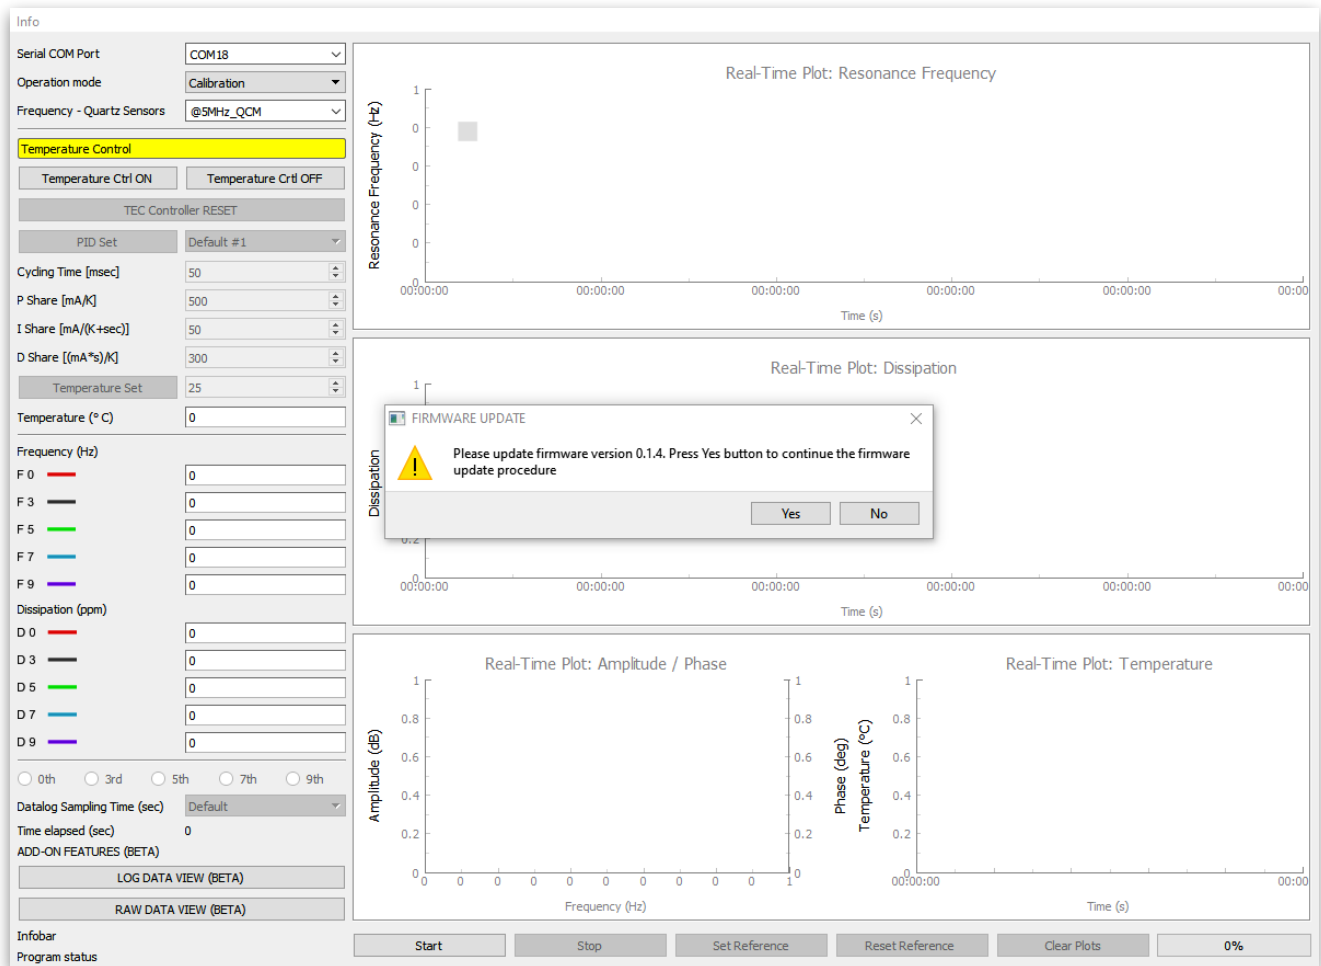 Info
Serial COM Port COM18
Operation mode Calibration
Frequency - Quartz Sensors @5MHz_QCM
Temperature Control
Temperature Ctrl ON Temperature Crtl OFF
TEC Controller RESET
PID Set Default #1
Cycling Time [msec] 50
P Share [mA/K] 500
I Share [mA/(K+sec)] 50
D Share [(mA*s)/K] 300
Temperature Set 25
Temperature (° C) 0
Frequency (Hz)
F 0 0
F 3 0
F 5 0
F 7 0
F 9 0
Dissipation (ppm)
D 0 0
D 3 0
D 5 0
D 7 0
D 9 0
0th 3rd 5th 7th 9th
Datalog Sampling Time (sec) Default
Time elapsed (sec) 0
ADD-ON FEATURES (BETA)
LOG DATA VIEW (BETA)
RAW DATA VIEW (BETA)
Infobar
Program status
Real-Time Plot: Resonance Frequency
Resonance Frequency (Hz)
1
0
0
0
0
0
00:00:00 00:00:00 00:00:00 00:00:00 00:00:00 00:00
Time (s)
Real-Time Plot: Dissipation
Dissipation
1
0.2
0
00:00:00 00:00:00 00:00:00 00:00:00 00:00:00 00:00
Time (s)
FIRMWARE UPDATE
Please update firmware version 0.1.4. Press Yes button to continue the firmware
update procedure
Yes No
Real-Time Plot: Amplitude / Phase
Amplitude (dB)
1 1
0.8 0.8
0.6 0.6
0.4 0.4
0.2 0.2
0 0
Phase (deg)
0 0 0 0 0 0 0 0 0 0 1
Frequency (Hz)
Real-Time Plot: Temperature
Temperature (°C)
1
0.8
0.6
0.4
0.2
0
00:00:00 00:00
Time (s)
Start Stop Set Reference Reset Reference Clear Plots 0%